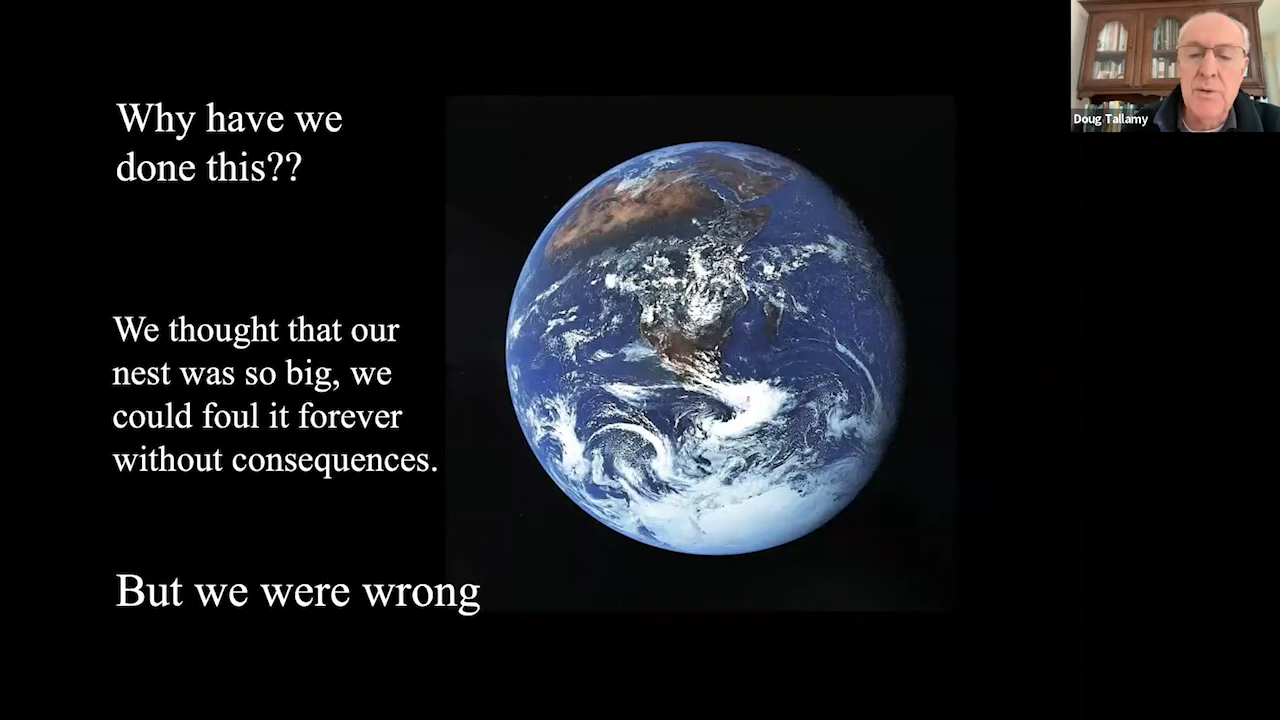 Why have we
done this??
We thought that our
nest was so big, we
could foul it forever
without consequences.
But we were wrong
Doug Tallamy